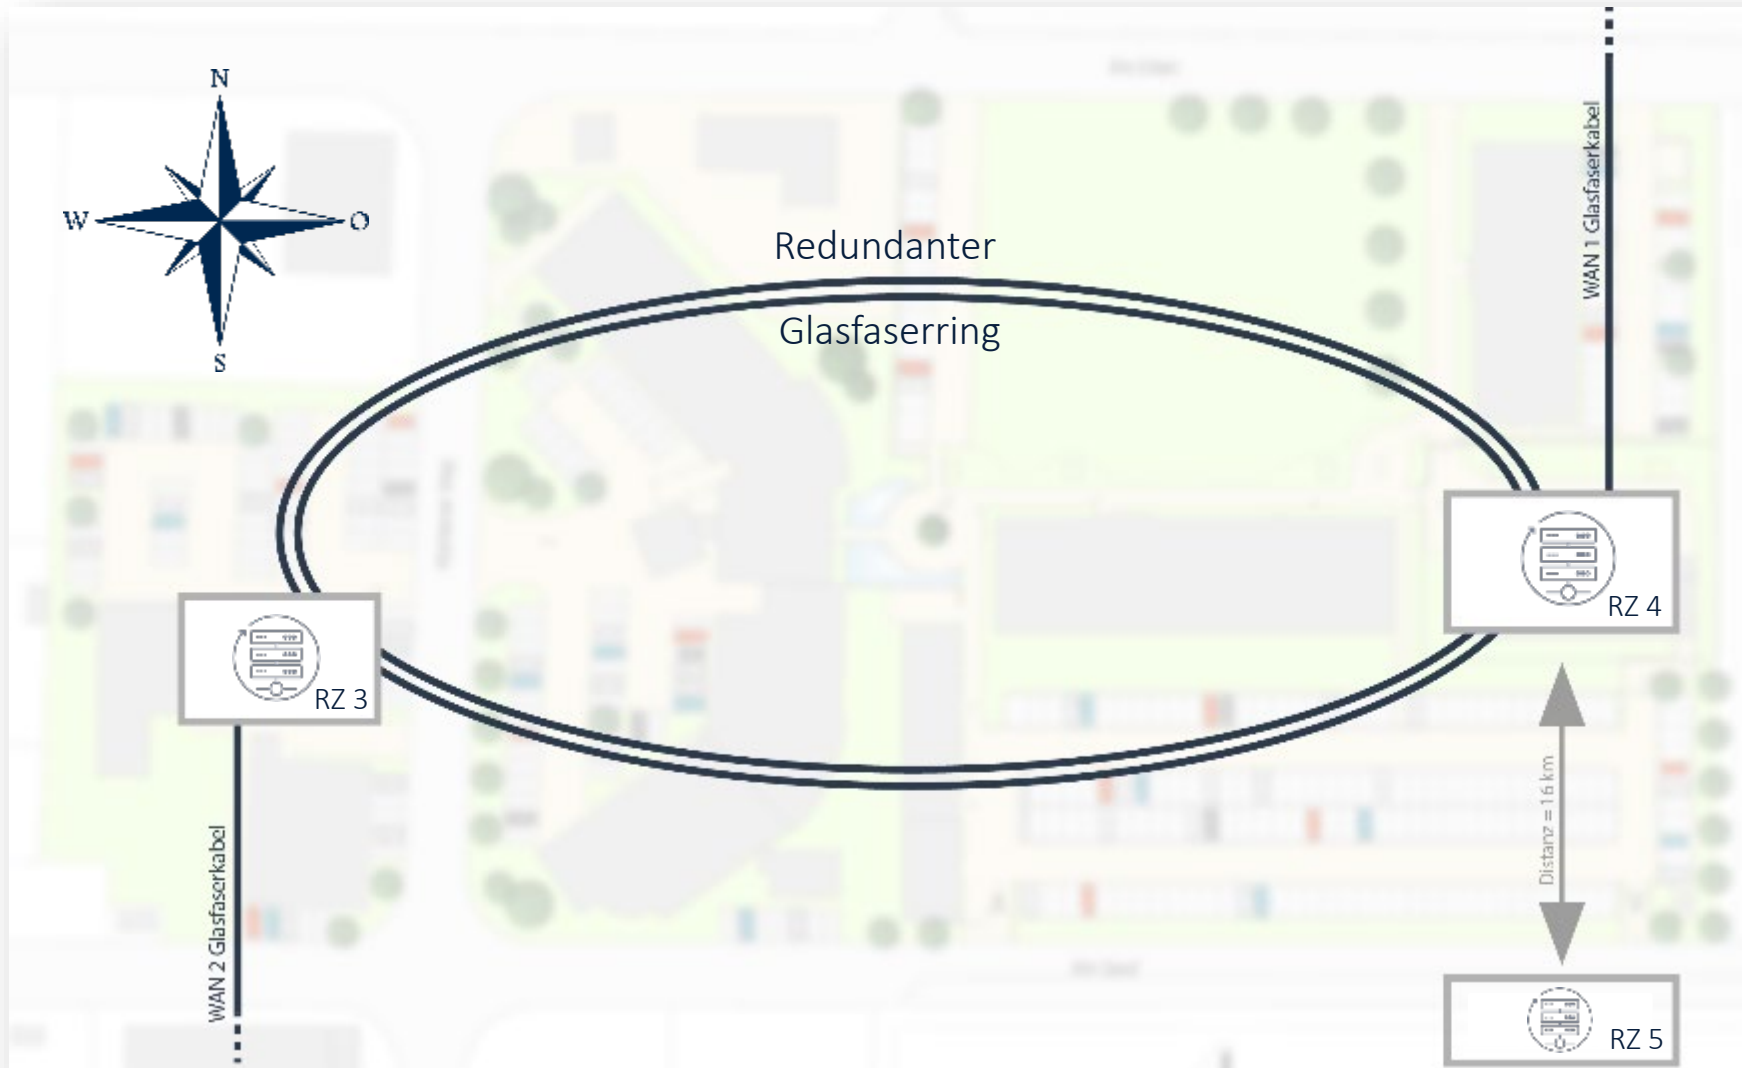 N
W
O
S
Redundanter
Glasfaserring
WAN 1 Glasfaserkabel
RZ 4
RZ 3
WAN 2 Glasfaserkabel
Distanz = 16 km
RZ 5